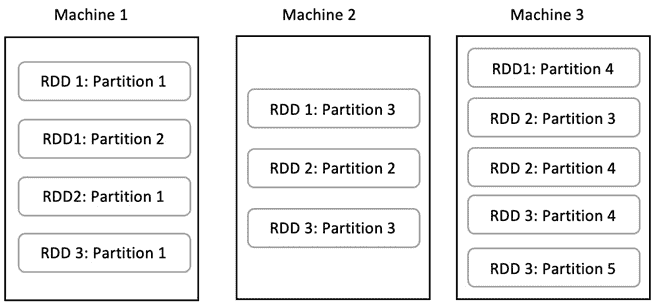 Machine 1
RDD 1: Partition 1
RDD1: Partition 2
RDD2: Partition 1
RDD 3: Partition 1
Machine 2
RDD 1: Partition 3
RDD 2: Partition 2
RDD 3: Partition 3
Machine 3
RDD1: Partition 4
RDD 2: Partition 3
RDD 2: Partition 4
RDD 3: Partition 4
RDD 3: Partition 5